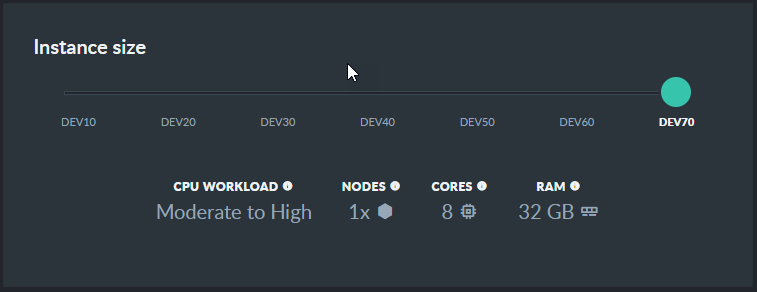 Instance size
DEV10 DEV20 DEV30 DEV40 DEV50 DEV60 DEV70
CPU WORKLOAD NODES CORES RAM
Moderate to High 1x 8 32 GB